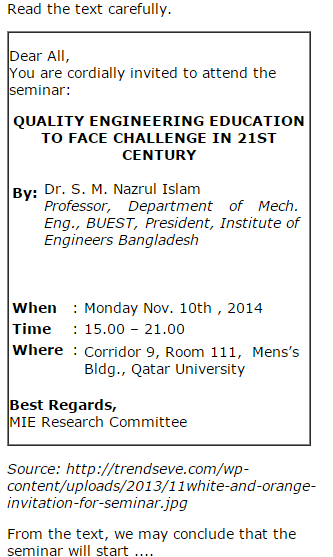 Read the text carefully.
Dear All,
You are cordially invited to attend the
seminar:
QUALITY ENGINEERING EDUCATION
TO FACE CHALLENGE IN 21ST
CENTURY
By: Dr. S. M. Nazrul Islam
Professor, Department of Mech.
Eng., BUEST, President, Institute of
Engineers Bangladesh
When : Monday Nov. 10th , 2014
Time : 15.00 – 21.00
Where : Corridor 9, Room 111, Mens’s
Bldg., Qatar University
Best Regards,
MIE Research Committee
Source: http://trendseve.com/wp-
content/uploads/2013/11white-and-orange-
invitation-for-seminar.jpg
From the text, we may conclude that the
seminar will start ....